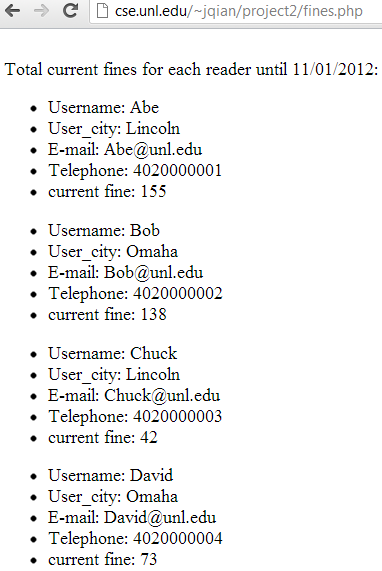 cse.unl.edu/~jqian/project2/fines.php
Total current fines for each reader until 11/01/2012:
Username: Abe
User_city: Lincoln
E-mail: Abe@unl.edu
Telephone: 4020000001
current fine: 155
Username: Bob
User_city: Omaha
E-mail: Bob@unl.edu
Telephone: 4020000002
current fine: 138
Username: Chuck
User_city: Lincoln
E-mail: Chuck@unl.edu
Telephone: 4020000003
current fine: 42
Username: David
User_city: Omaha
E-mail: David@unl.edu
Telephone: 4020000004
current fine: 73